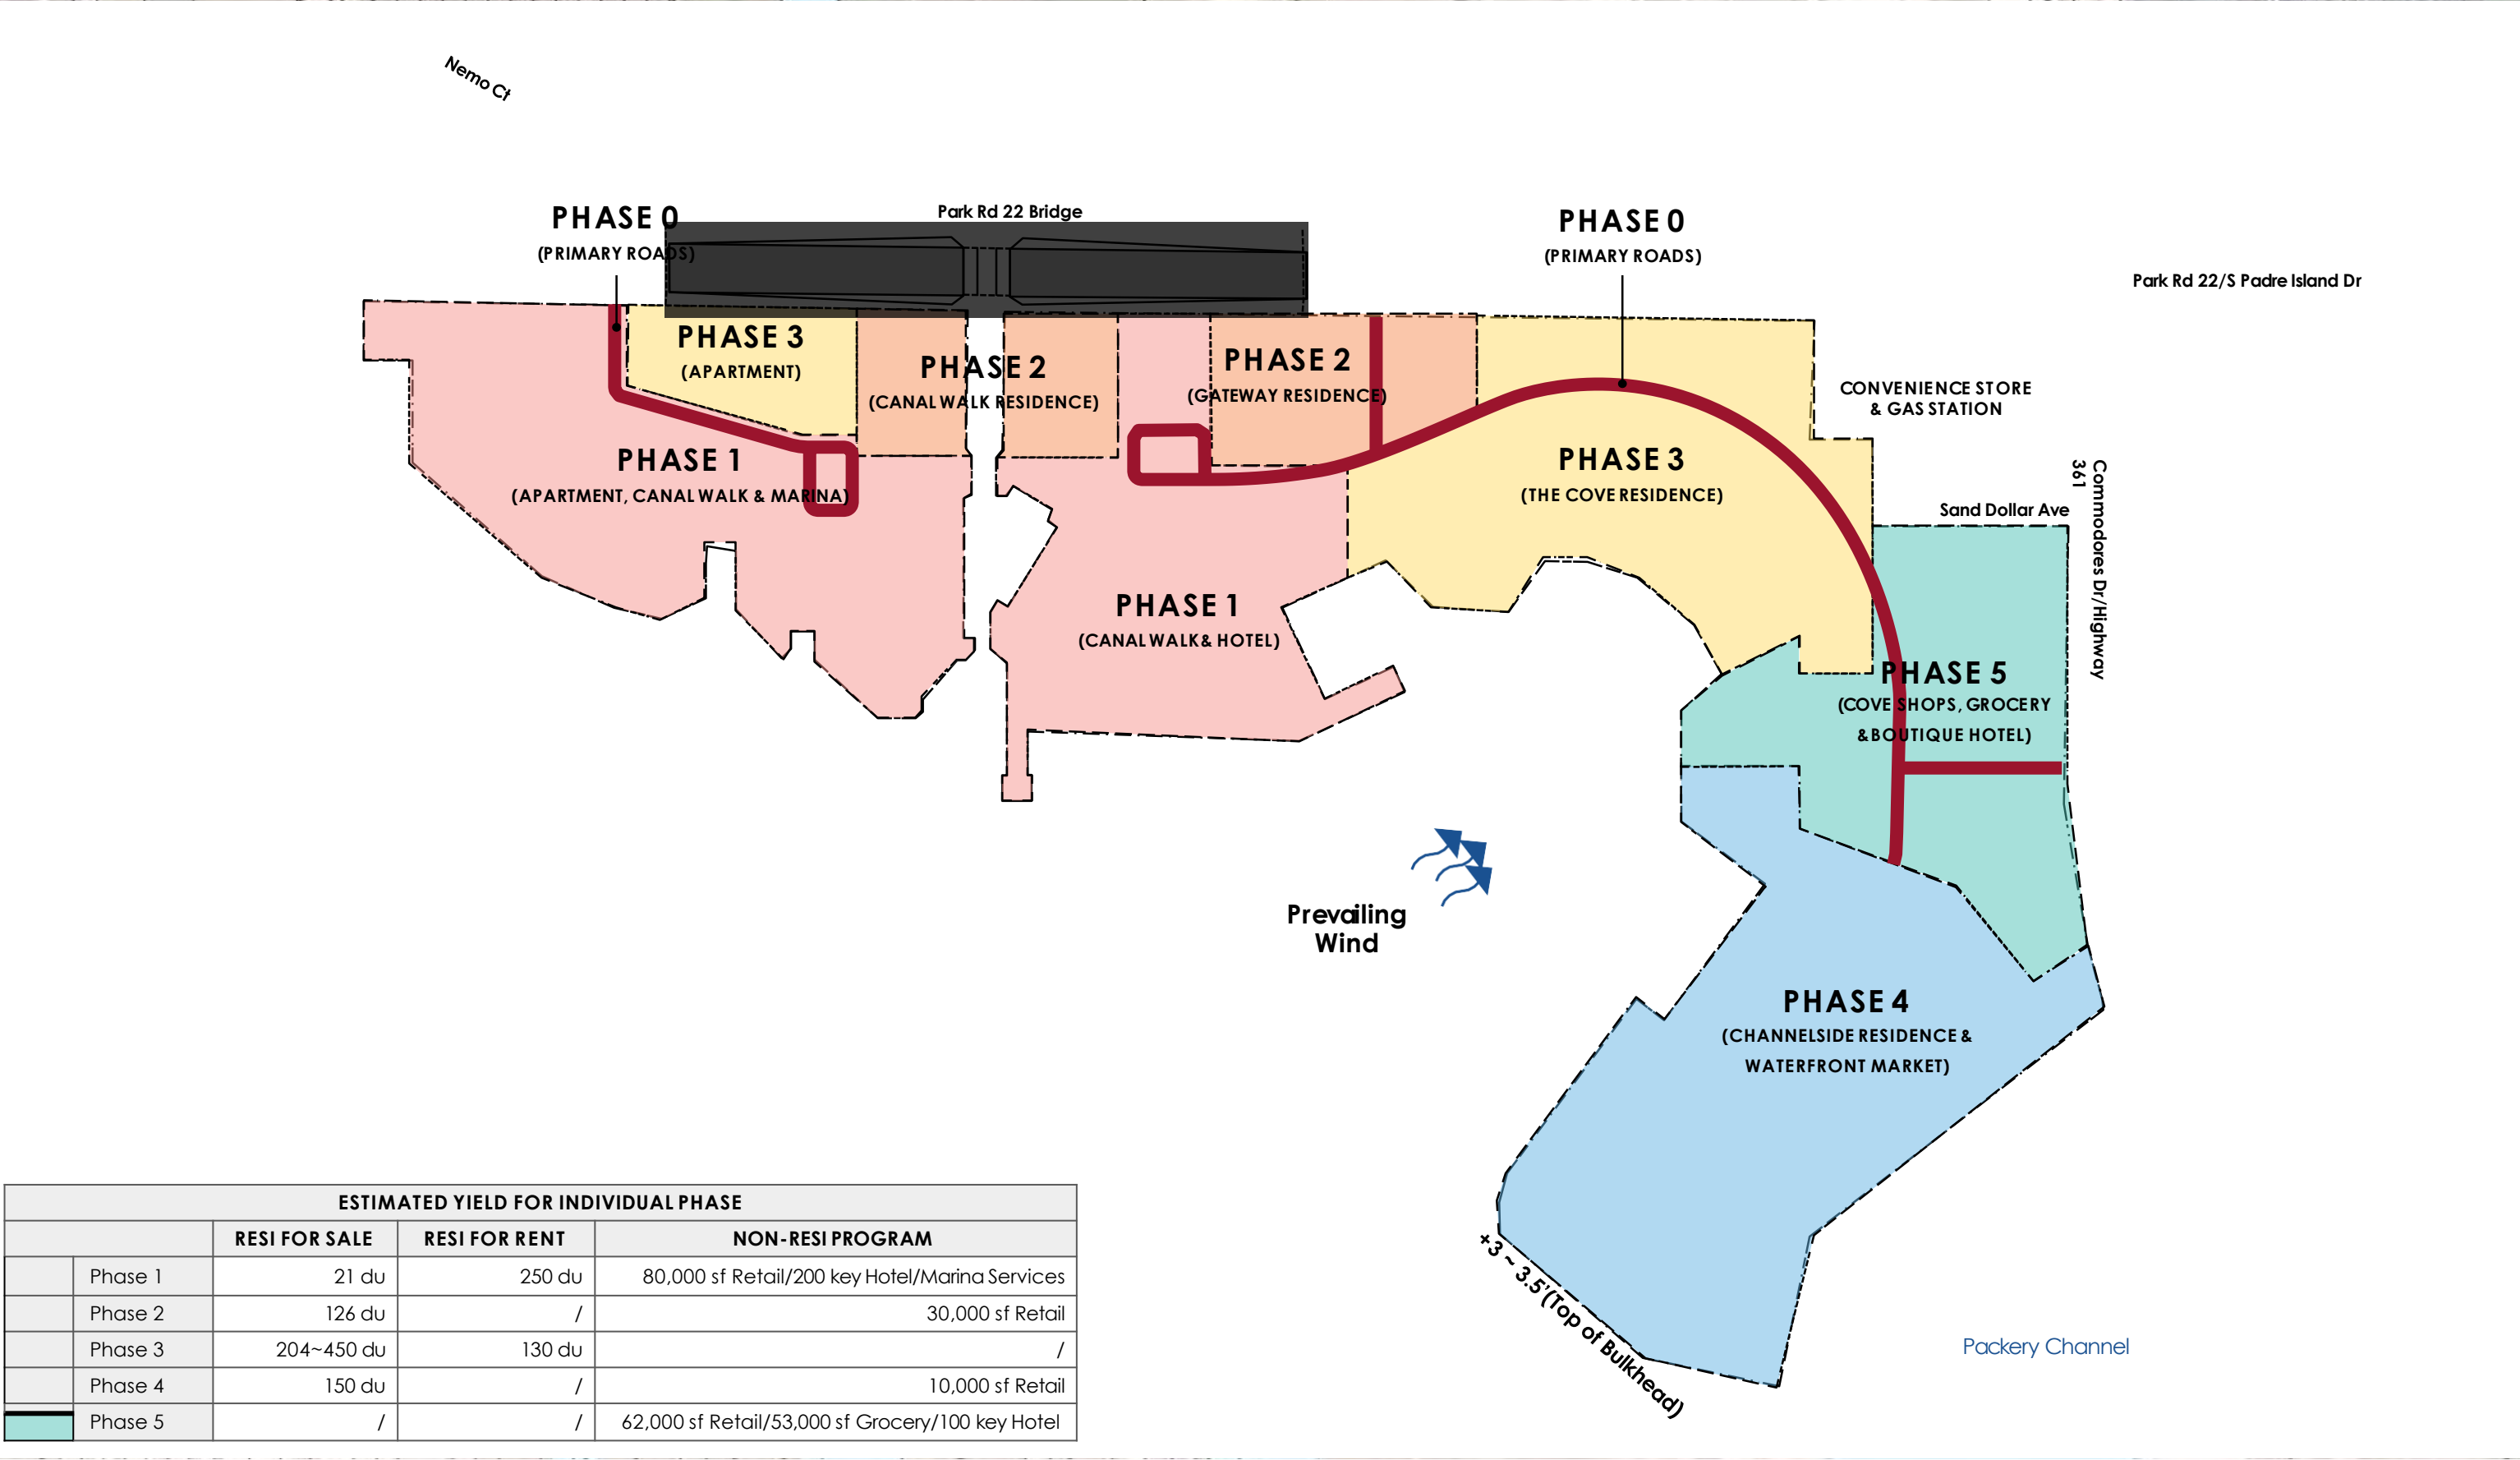 Nemo Ct
PHASE 0
(PRIMARY ROADS)
Park Rd 22 Bridge
PHASE 0
(PRIMARY ROADS)
Park Rd 22/S Padre Island Dr
PHASE 3
(APARTMENT)
PHASE 2
(CANAL WALK RESIDENCE)
PHASE 2
(GATEWAY RESIDENCE)
CONVENIENCE STORE
& GAS STATION
PHASE 1
(APARTMENT, CANAL WALK & MARINA)
PHASE 3
(THE COVE RESIDENCE)
Sand Dollar Ave
Commodores Dr/Highway
361
PHASE 1
(CANAL WALK & HOTEL)
PHASE 5
(COVE SHOPS, GROCERY
& BOUTIQUE HOTEL)
Prevailing
Wind
PHASE 4
(CHANNELSIDE RESIDENCE &
WATERFRONT MARKET)
+3 ~ 3.5'(Top of Bulkhead)
Packery Channel
ESTIMATED YIELD FOR INDIVIDUAL PHASE
RESI FOR SALE RESI FOR RENT NON-RESI PROGRAM
Phase 1 21 du 250 du 80,000 sf Retail/200 key Hotel/Marina Services
Phase 2 126 du / 30,000 sf Retail
Phase 3 204~450 du 130 du /
Phase 4 150 du / 10,000 sf Retail
Phase 5 / / 62,000 sf Retail/53,000 sf Grocery/100 key Hotel